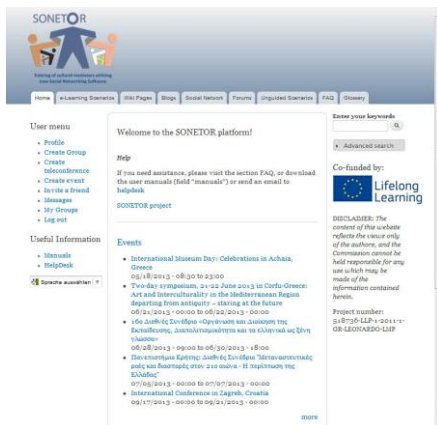 SONETOR
Training of cultural mediators utilizing
new Social Networking Software
Home
e-Learning Scenarios
Wiki Pages
Blogs
Social Network
Forums
Unguided Scenarios
FAQ
Glossary
User menu
Profile
Create Group
Create
teleconference
Create event
Invite a friend
Messages
My Groups
Log out
Useful Information
Manuals
HelpDesk
Sprache auswählen
Welcome to the SONETOR platform!
Help
If you need assistance, please visit the section FAQ, or download
the user manuals (field "manuals") or send an email to
helpdesk
SONETOR project
Events
International Museum Day: Celebrations in Achaia,
Greece
05/18/2013 - 08:30 to 23:00
Two-day symposium, 21-22 June 2013 in Corfu-Greece:
Art and Interculturality in the Mediterranean Region
departing from antiquity – staring at the future
06/21/2013 - 00:00 to 06/22/2013 - 00:00
16ο Διεθνές Συνέδριο «Οργάνωση και Διοίκηση της
Εκπαίδευσης, Διαπολιτισμικότητα και τα ελληνικά ως ξένη
γλώσσα»
06/28/2013 - 09:00 to 06/30/2013 - 18:00
Πανεπιστήμιο Κρήτης: Διεθνές Συνέδριο "Μεταναστευτικές
ροές και διασπορές στον 21ο αιώνα - Η περίπτωση της
Ελλάδας"
07/05/2013 - 00:00 to 07/07/2013 - 00:00
International Conference in Zagreb, Croatia
09/17/2013 - 00:00 to 09/21/2013 - 00:00
more
Enter your keywords
Advanced search
Co-funded by:
Lifelong
Learning
DISCLAIMER: The
content of this website
reflects the views only
of the authors, and the
Commission cannot be
held responsible for any
use which may be
made of the
information contained
herein.
Project number:
518736-LLP-1-2011-1-
GR-LEONARDO-LMP